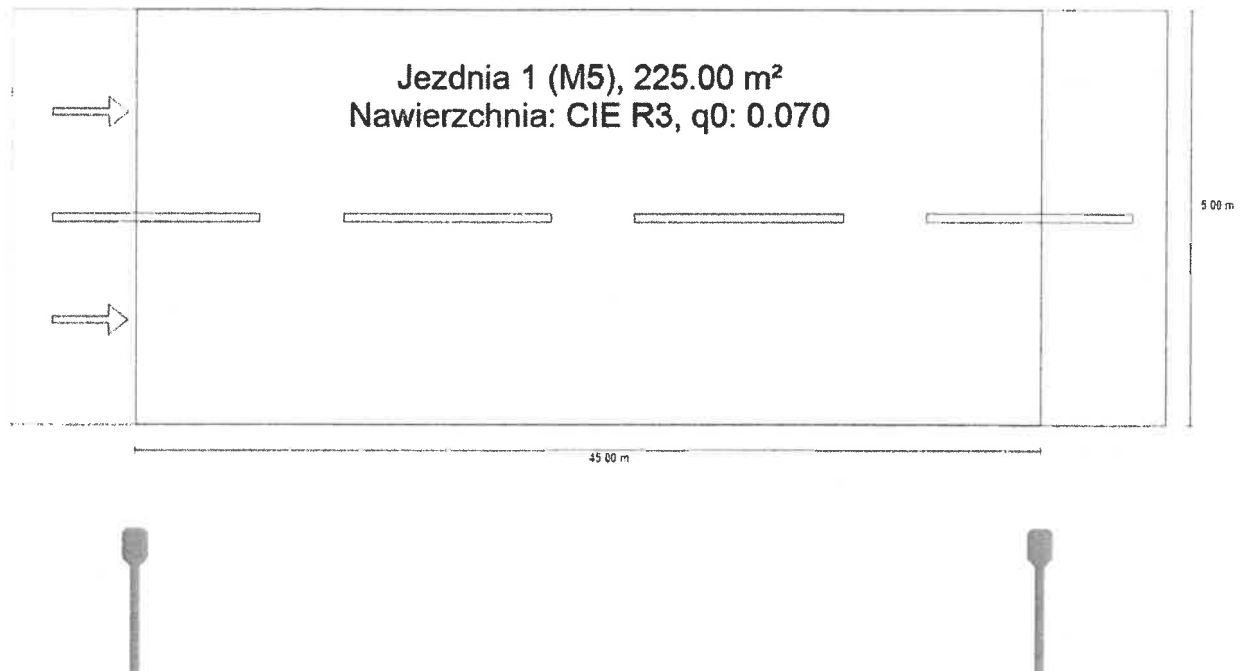 Jezdnia 1 (M5), 225.00 m²
Nawierzchnia: CIE R3, q0: 0.070
5.00 m
45.00 m